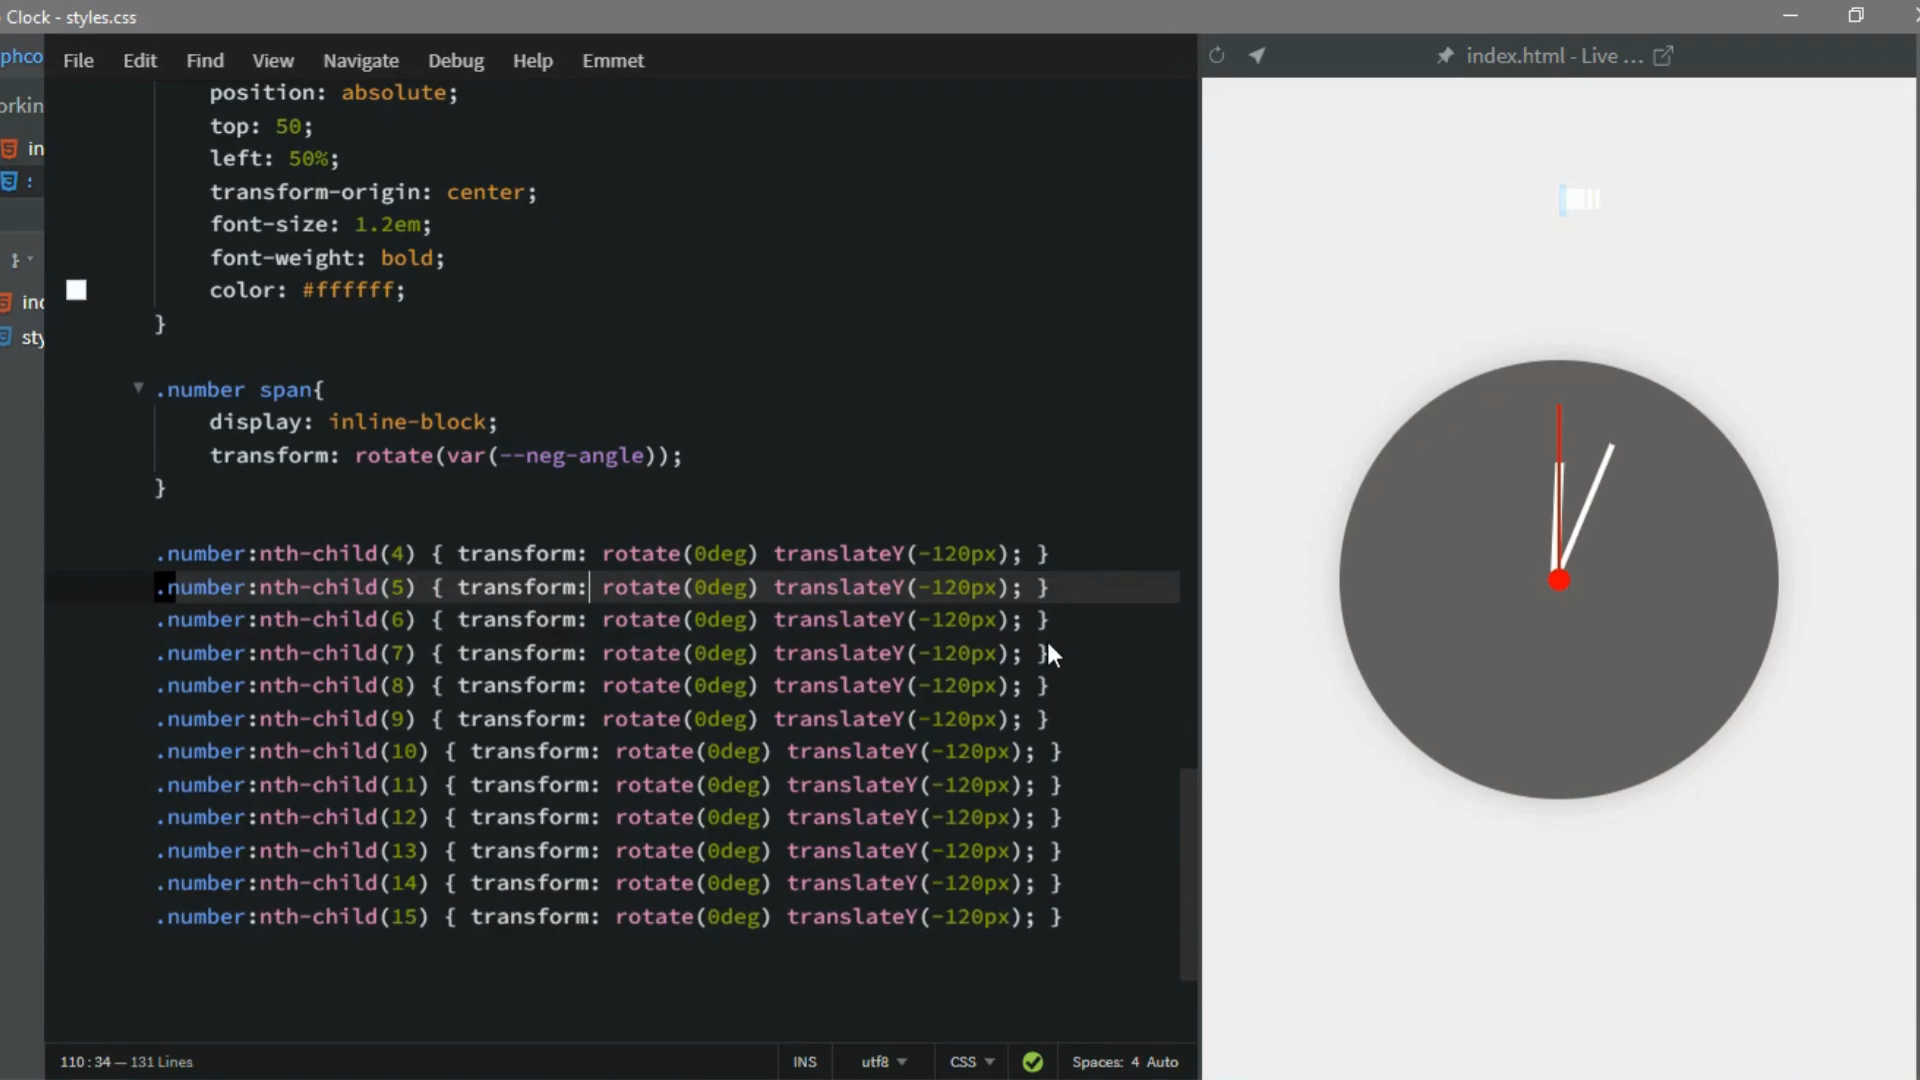 Clock - styles.css
phco
File Edit Find View Navigate Debug Help Emmet
index.html - Live ...
orkin
in
ind
sty
position: absolute;
top: 50;
left: 50%;
transform-origin: center;
font-size: 1.2em;
font-weight: bold;
color: #ffffff;
}
.number span{
display: inline-block;
transform: rotate(var(--neg-angle));
}
.number:nth-child(4) { transform: rotate(0deg) translateY(-120px); }
.number:nth-child(5) { transform: rotate(0deg) translateY(-120px); }
.number:nth-child(6) { transform: rotate(0deg) translateY(-120px); }
.number:nth-child(7) { transform: rotate(0deg) translateY(-120px); }
.number:nth-child(8) { transform: rotate(0deg) translateY(-120px); }
.number:nth-child(9) { transform: rotate(0deg) translateY(-120px); }
.number:nth-child(10) { transform: rotate(0deg) translateY(-120px); }
.number:nth-child(11) { transform: rotate(0deg) translateY(-120px); }
.number:nth-child(12) { transform: rotate(0deg) translateY(-120px); }
.number:nth-child(13) { transform: rotate(0deg) translateY(-120px); }
.number:nth-child(14) { transform: rotate(0deg) translateY(-120px); }
.number:nth-child(15) { transform: rotate(0deg) translateY(-120px); }
110 : 34 — 131 Lines
INS utf8 CSS Spaces: 4 Auto